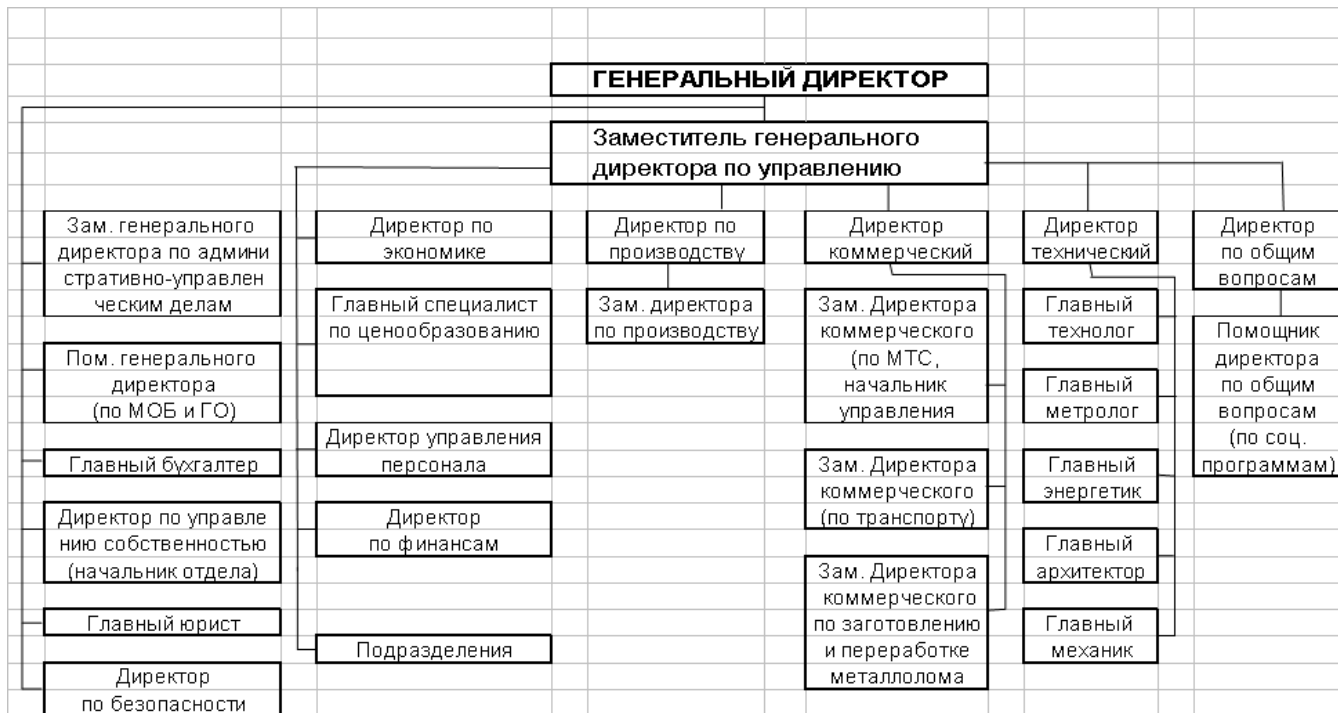 ГЕНЕРАЛЬНЫЙ ДИРЕКТОР
Заместитель генерального
директора по управлению
Зам. генерального
директора по админи
стративно-управлен
ческим делам
Пом. генерального
директора
(по МОБ и ГО)
Главный бухгалтер
Директор по управле
нию собственностью
(начальник отдела)
Главный юрист
Директор
по безопасности
Директор по
экономике
Главный специалист
по ценообразованию
Директор управления
персонала
Директор
по финансам
Подразделения
Директор по
производству
Зам. директора
по производству
Директор
коммерческий
Зам. Директора
коммерческого
(по МТС,
начальник
управления
Зам. Директора
коммерческого
(по транспорту)
Зам. Директора
коммерческого
по заготовлению
и переработке
металлолома
Директор
технический
Главный
технолог
Главный
метролог
Главный
энергетик
Главный
архитектор
Главный
механик
Директор
по общим
вопросам
Помощник
директора
по общим
вопросам
(по соц.
программам)